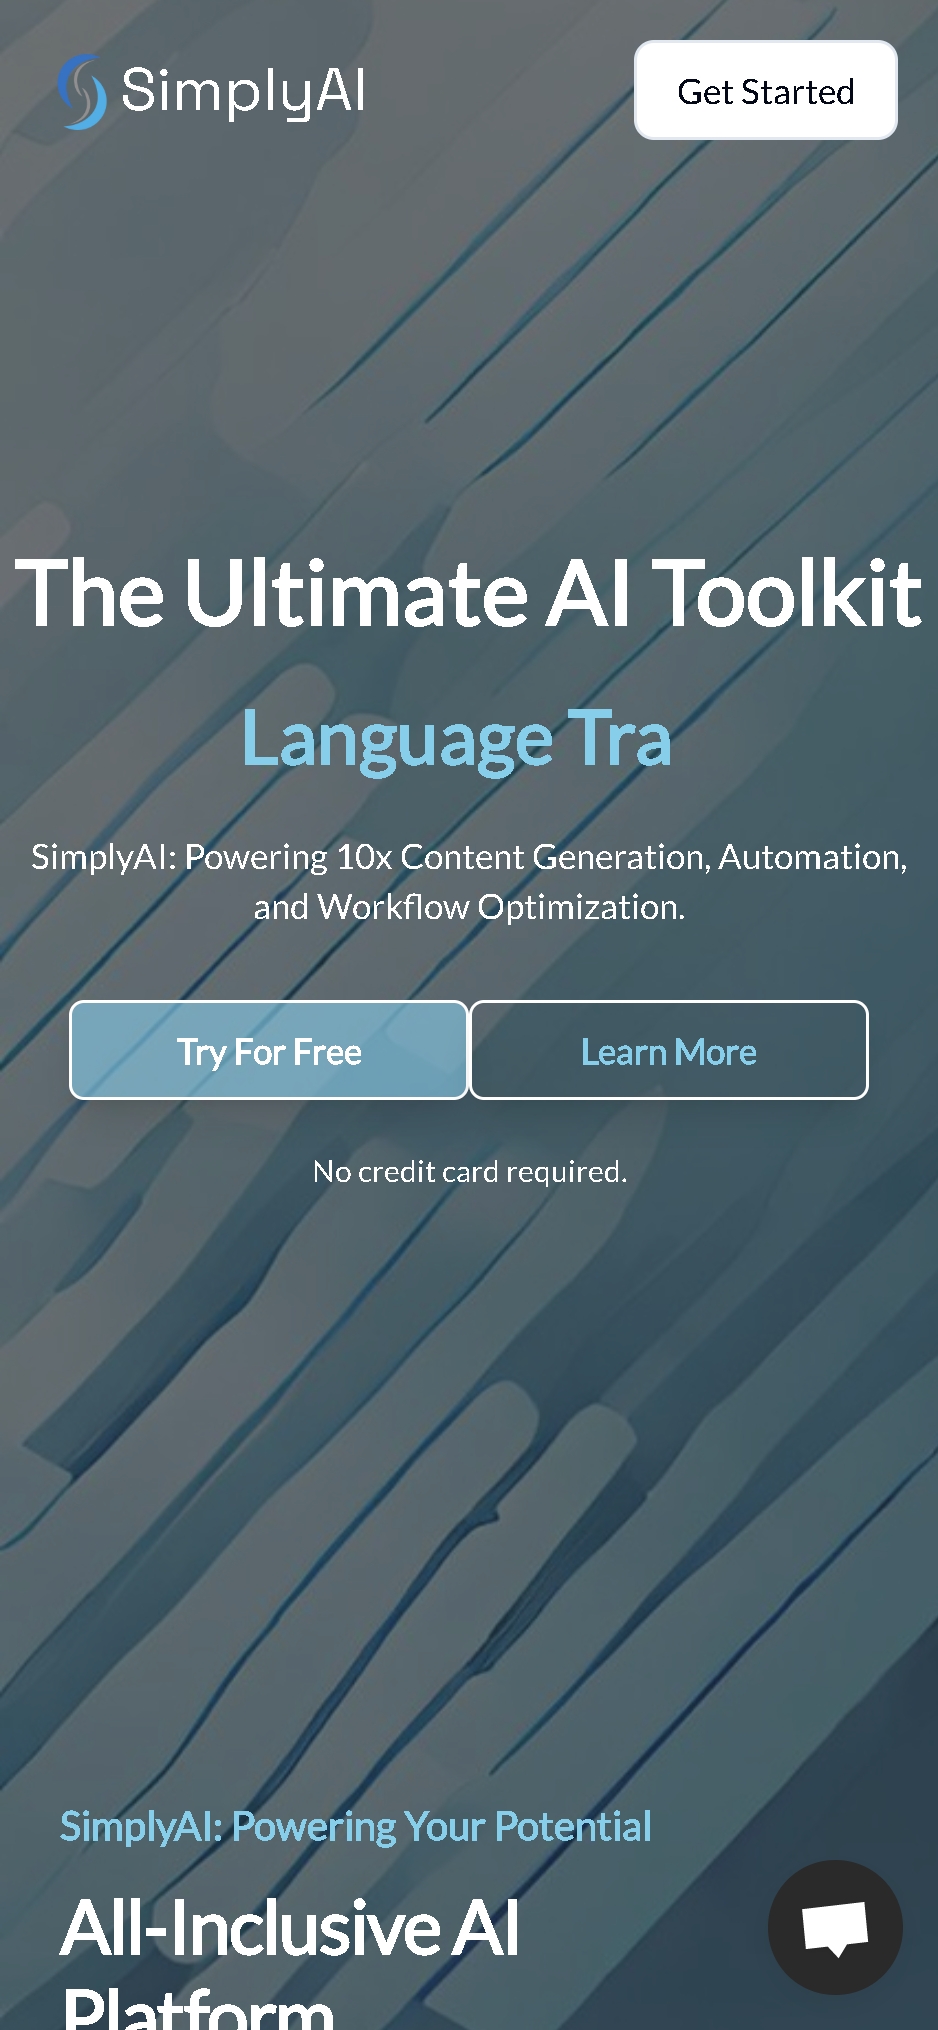 SimplyAI
Get Started
The Ultimate AI Toolkit
Language Tra
SimplyAI: Powering 10x Content Generation, Automation,
and Workflow Optimization.
Try For Free
Learn More
No credit card required.
SimplyAI: Powering Your Potential
All-Inclusive AI
Platform